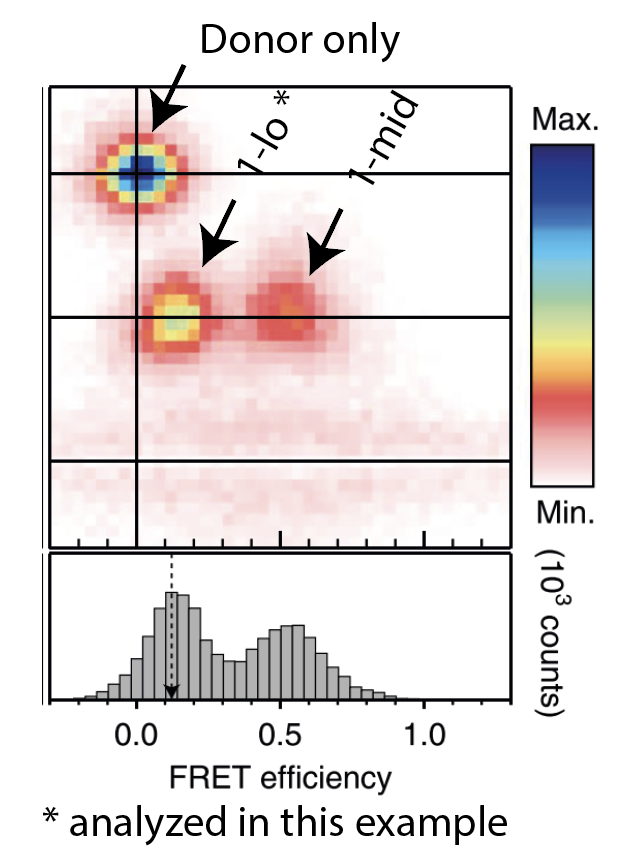 Donor only
1-lo *
1-mid
Max.
Min.
(10³ counts)
0.0 0.5 1.0
FRET efficiency
* analyzed in this example